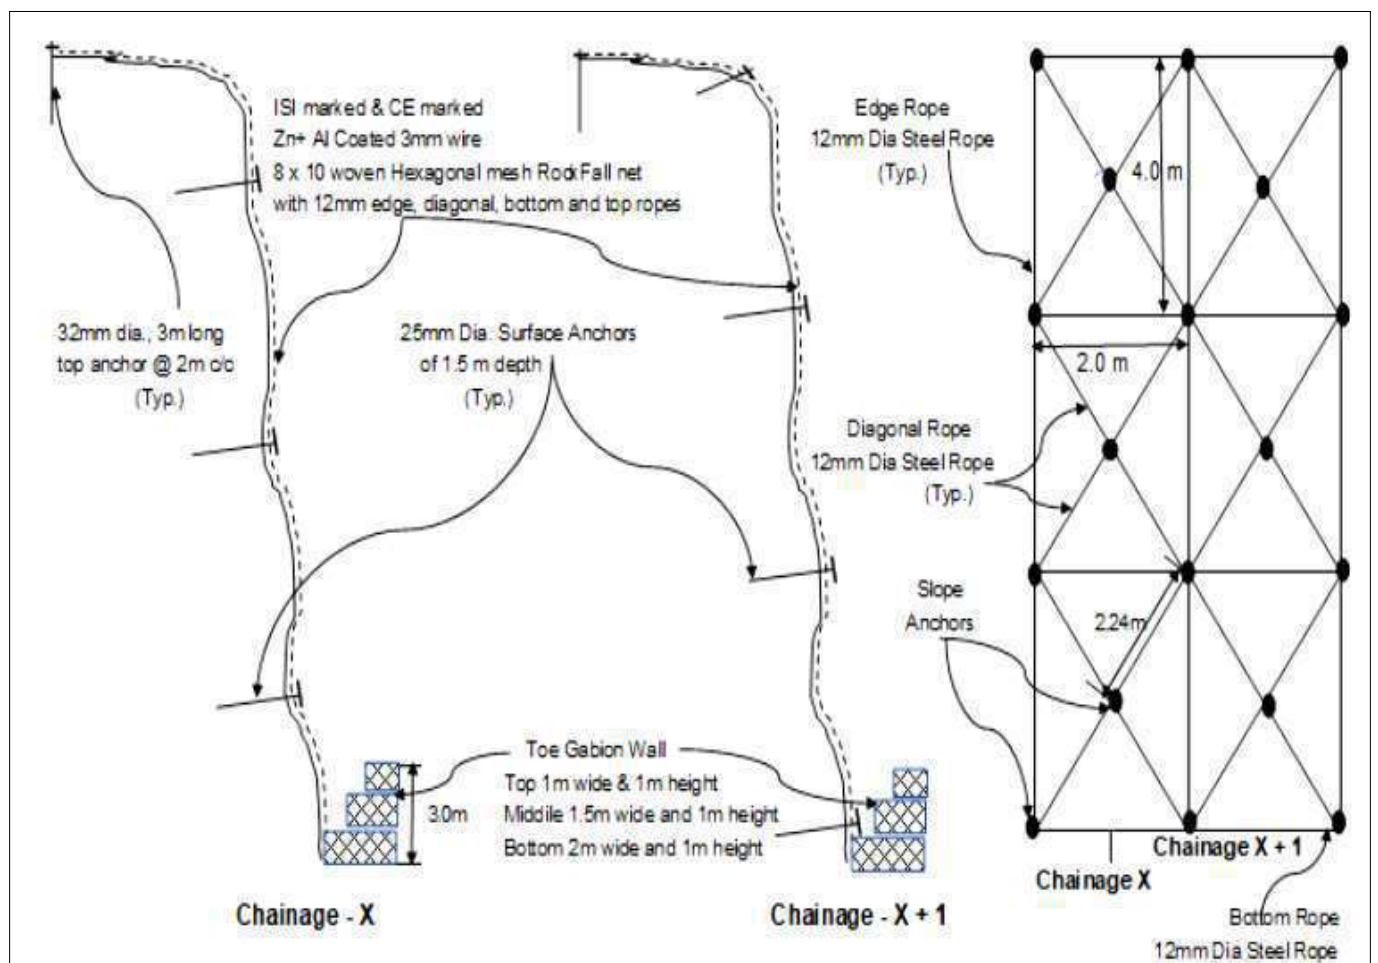 ISI marked & CE marked
Zn+ Al Coated 3mm wire
8 x 10 woven Hexagonal mesh RockFall net
with 12mm edge, diagonal, bottom and top ropes
32mm dia., 3m long
top anchor @ 2m c/c
(Typ.)
25mm Dia. Surface Anchors
of 1.5 m depth
(Typ.)
Toe Gabion Wall
Top 1m wide & 1m height
Middile 1.5m wide and 1m height
Bottom 2m wide and 1m height
3.0m
Chainage - X
Chainage - X + 1
Edge Rope
12mm Dia Steel Rope
(Typ.)
4.0 m
2.0 m
Diagonal Rope
12mm Dia Steel Rope
(Typ.)
Slope
Anchors
2.24m
Chainage X + 1
Chainage X
Bottom Rope
12mm Dia Steel Rope